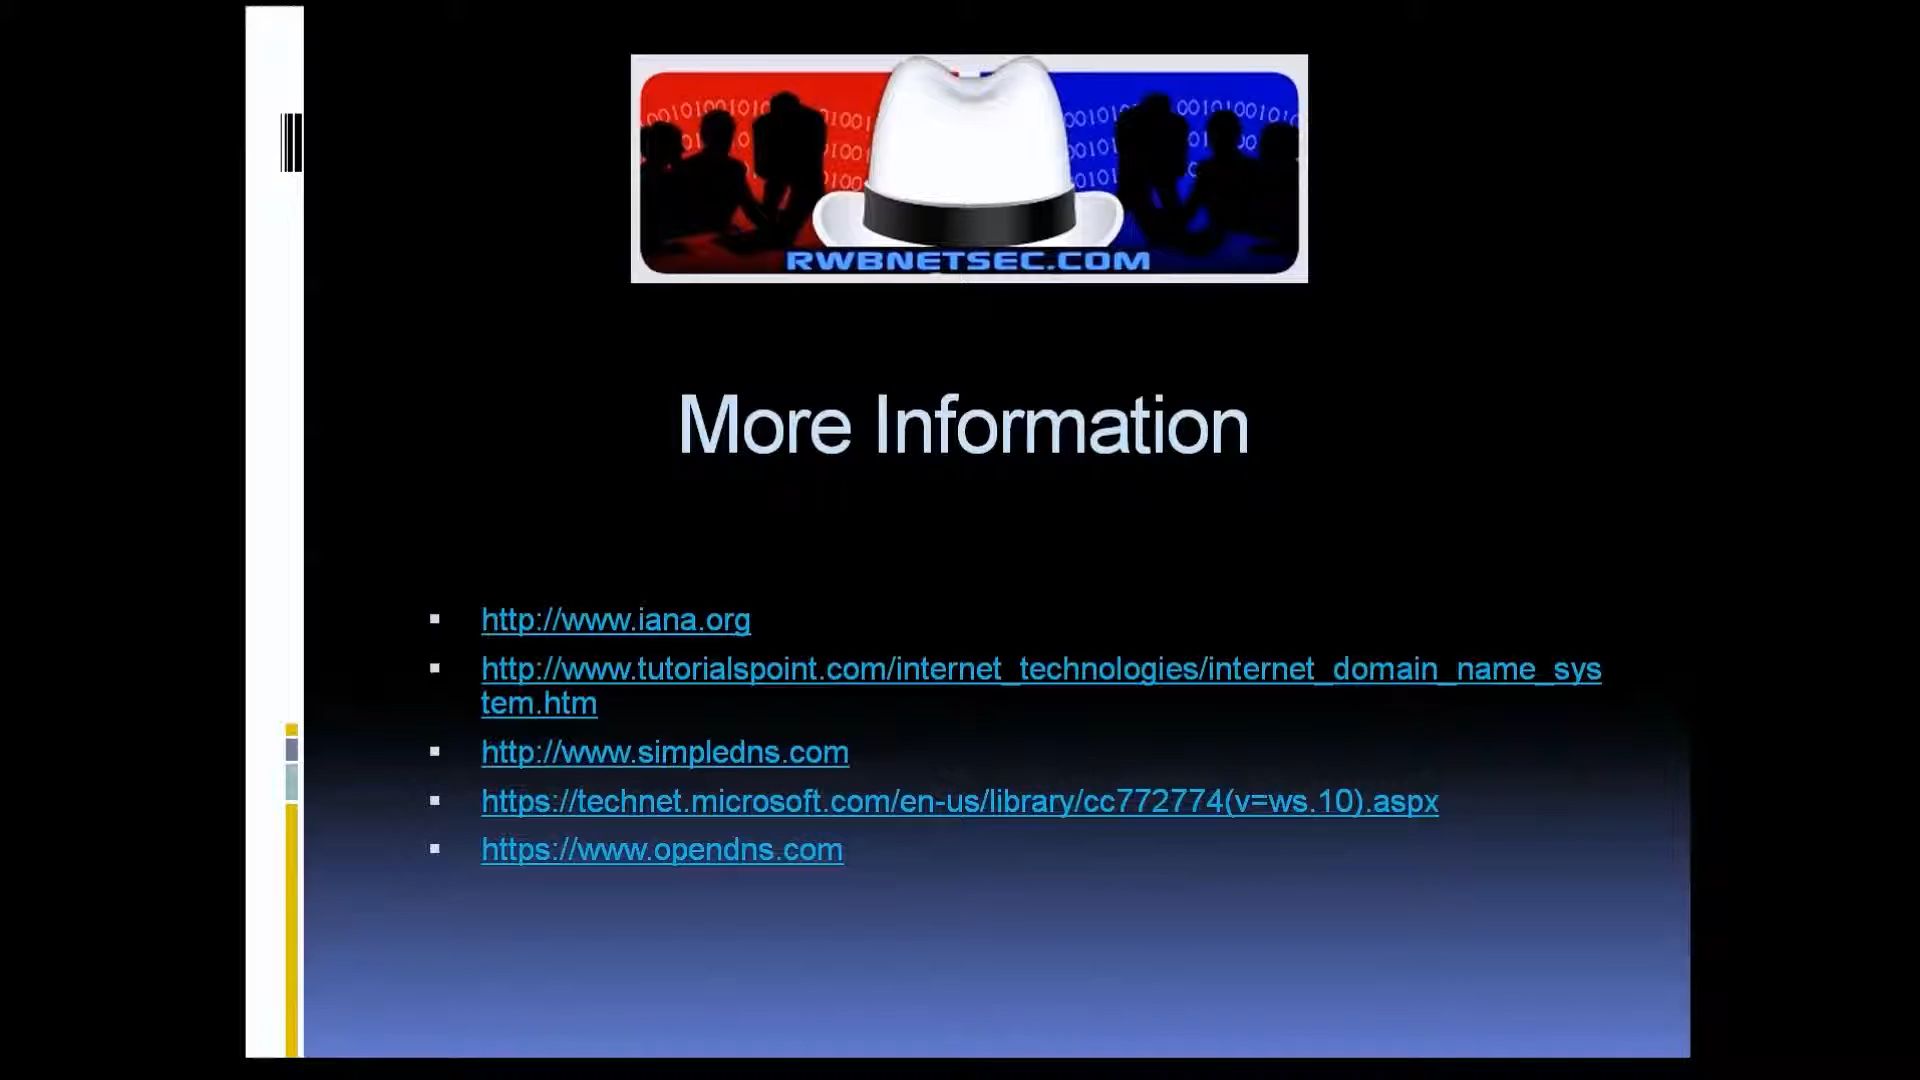 RWBNETSEC.COM
More Information
http://www.iana.org
http://www.tutorialspoint.com/internet_technologies/internet_domain_name_sys
tem.htm
http://www.simpledns.com
https://technet.microsoft.com/en-us/library/cc772774(v=ws.10).aspx
https://www.opendns.com